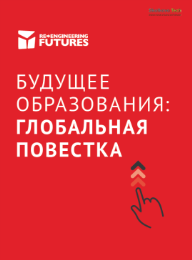 RE-ENGINEERING
FUTURES
БУДУЩЕЕ
ОБРАЗОВАНИЯ:
ГЛОБАЛЬНАЯ
ПОВЕСТКА